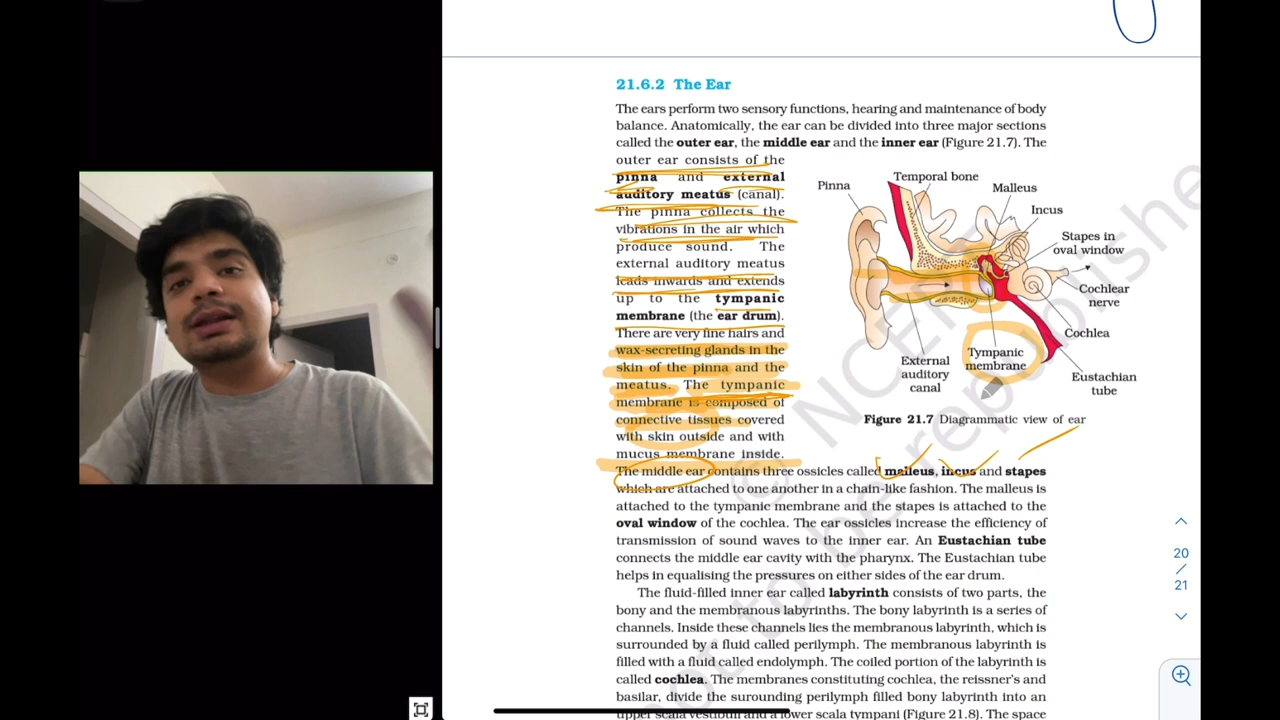 21.6.2 The Ear
The ears perform two sensory functions, hearing and maintenance of body
balance. Anatomically, the ear can be divided into three major sections
called the outer ear, the middle ear and the inner ear (Figure 21.7). The
outer ear consists of the
pinna and external
auditory meatus (canal).
The pinna collects the
vibrations in the air which
produce sound. The
external auditory meatus
leads inwards and extends
up to the tympanic
membrane (the ear drum).
There are very fine hairs and
wax-secreting glands in the
skin of the pinna and the
meatus. The tympanic
membrane is composed of
connective tissues covered
with skin outside and with
mucus membrane inside.
Pinna
Temporal bone
Malleus
Incus
Stapes in
oval window
Cochlear
nerve
Cochlea
Eustachian
tube
Tympanic
membrane
External
auditory
canal
Figure 21.7 Diagrammatic view of ear
The middle ear contains three ossicles called malleus, incus and stapes
which are attached to one another in a chain-like fashion. The malleus is
attached to the tympanic membrane and the stapes is attached to the
oval window of the cochlea. The ear ossicles increase the efficiency of
transmission of sound waves to the inner ear. An Eustachian tube
connects the middle ear cavity with the pharynx. The Eustachian tube
helps in equalising the pressures on either sides of the ear drum.
The fluid-filled inner ear called labyrinth consists of two parts, the
bony and the membranous labyrinths. The bony labyrinth is a series of
channels. Inside these channels lies the membranous labyrinth, which is
surrounded by a fluid called perilymph. The membranous labyrinth is
filled with a fluid called endolymph. The coiled portion of the labyrinth is
called cochlea. The membranes constituting cochlea, the reissner's and
basilar, divide the surounding perilymph filled bony labyrinth into an
upper scala vestibuli and a lower scala tympani (Figure 21.8). The space
20
/
21
© NCERT
not to be republishe